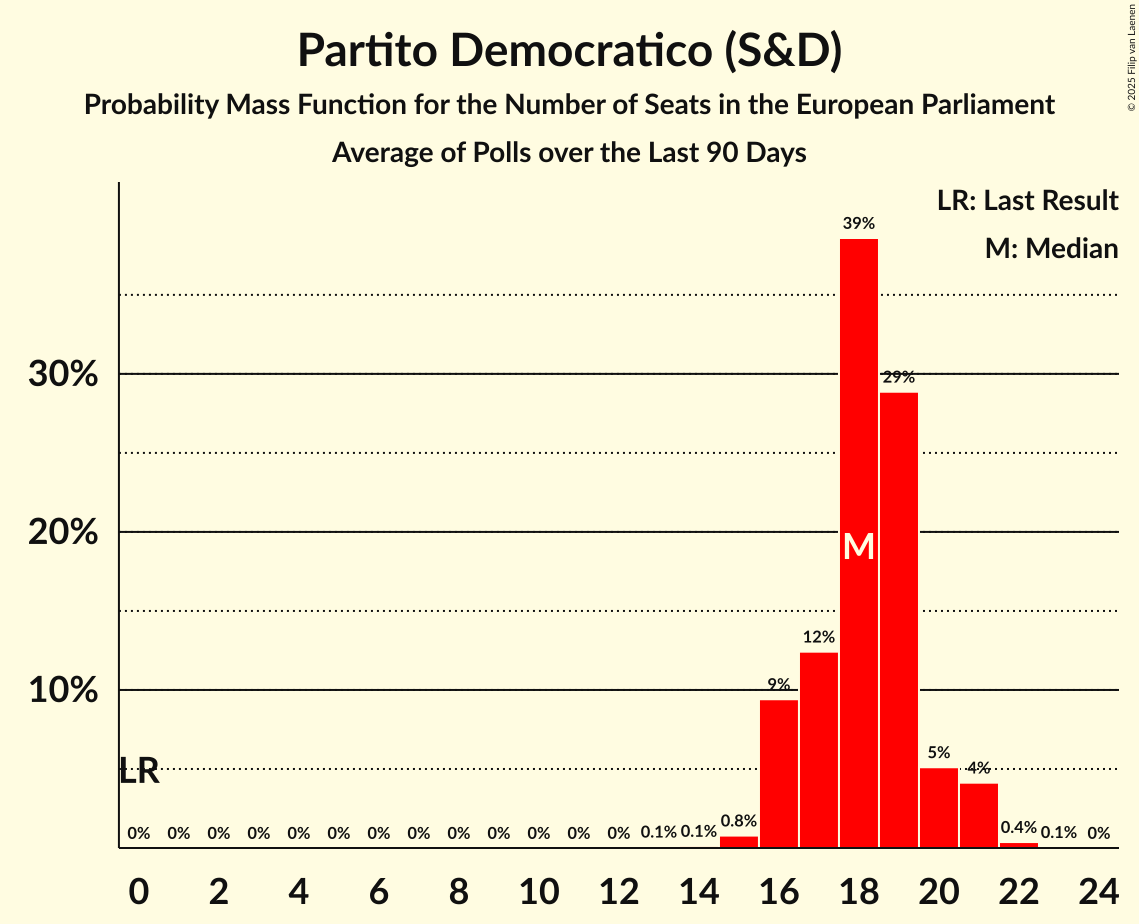 Partito Democratico (S&D)
Probability Mass Function for the Number of Seats in the European Parliament
Average of Polls over the Last 90 Days
© 2025 Filip van Laenen
LR: Last Result
M: Median
39%
30%
29%
20%
M
12%
10%
9%
LR
5%
4%
0% 0% 0% 0% 0% 0% 0% 0% 0% 0% 0% 0% 0% 0.1% 0.1% 0.8% 0.4% 0.1% 0%
0 2 4 6 8 10 12 14 16 18 20 22 24